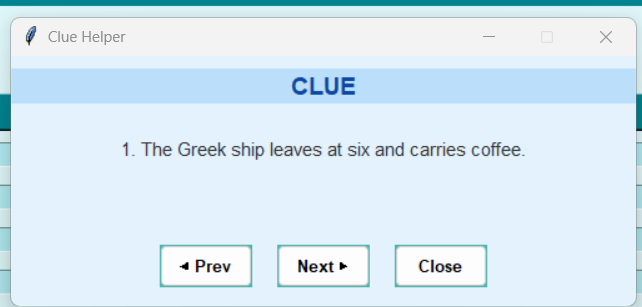 Clue Helper
CLUE
1. The Greek ship leaves at six and carries coffee.
Prev
Next
Close